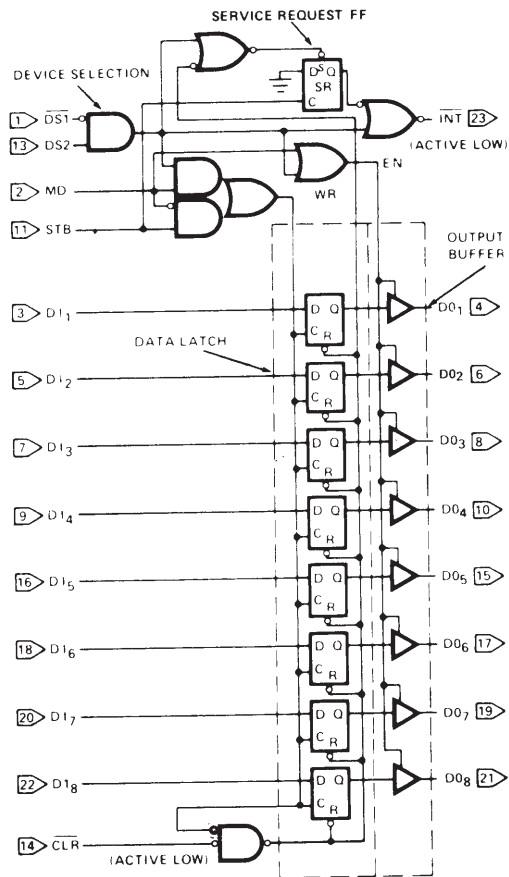 SERVICE REQUEST FF
DEVICE SELECTION
D S Q
SR
C
1 DS1
13 DS2
INT 23
(ACTIVE LOW)
2 MD
EN
WR
11 STB
OUTPUT
BUFFER
3 DI1
D Q
C R
DO1 4
DATA LATCH
5 DI2
D Q
C R
DO2 6
7 DI3
D Q
C R
DO3 8
9 DI4
D Q
C R
DO4 10
16 DI5
D Q
C R
DO5 15
18 DI6
D Q
C R
DO6 17
20 DI7
D Q
C R
DO7 19
22 DI8
D Q
C R
DO8 21
14 CLR
(ACTIVE LOW)